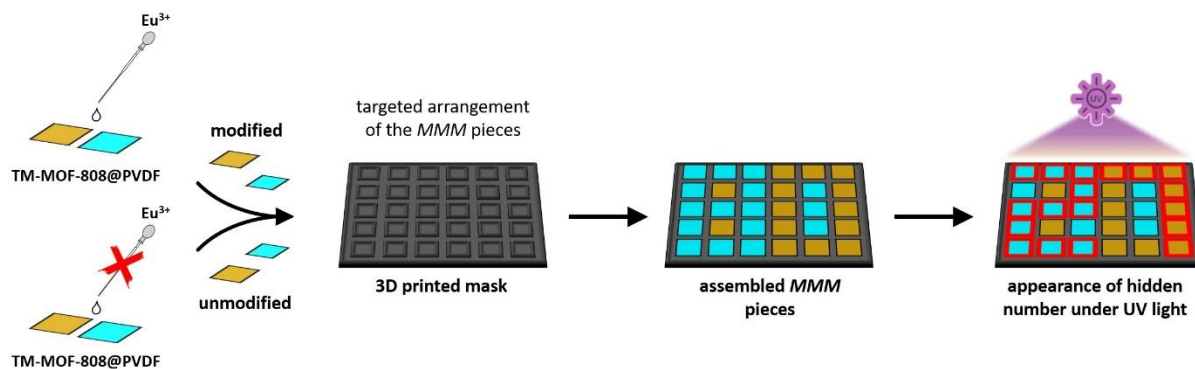 Eu³⁺
TM-MOF-808@PVDF
Eu³⁺
TM-MOF-808@PVDF
modified
unmodified
targeted arrangement
of the MMM pieces
3D printed mask
assembled MMM
pieces
UV
appearance of hidden
number under UV light